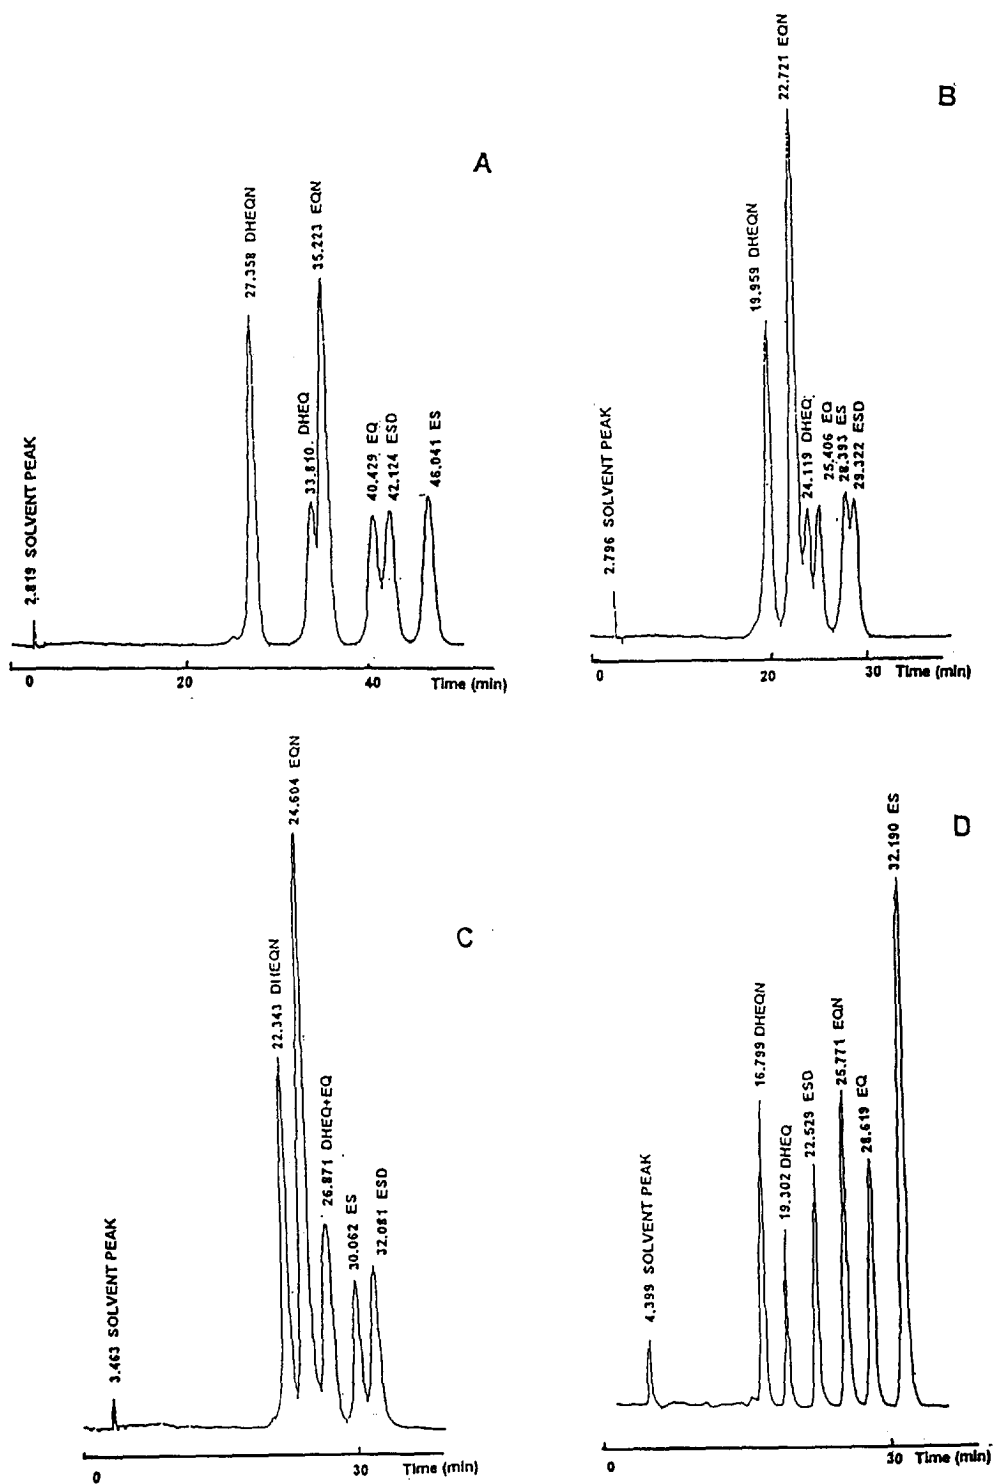 A
2.819 SOLVENT PEAK
27.358 DHEQN
33.810. DHEQ
35.223 EQN
40.429 EQ
42.124 ESD
46.041 ES
0 20 40 Time (min)
B
2.796 SOLVENT PEAK
19.959 DHEQN
22.721 EQN
24.119 DHEQ
25.406 EQ
28.393 ES
29.322 ESD
0 20 30 Time (min)
C
3.463 SOLVENT PEAK
22.343 DHEQN
24.604 EQN
26.871 DHEQ+EQ
30.062 ES
32.081 ESD
0 30 Time (min)
D
4.399 SOLVENT PEAK
16.799 DHEQN
19.302 DHEQ
22.529 ESD
25.771 EQN
28.619 EQ
32.190 ES
0 30 Time (min)